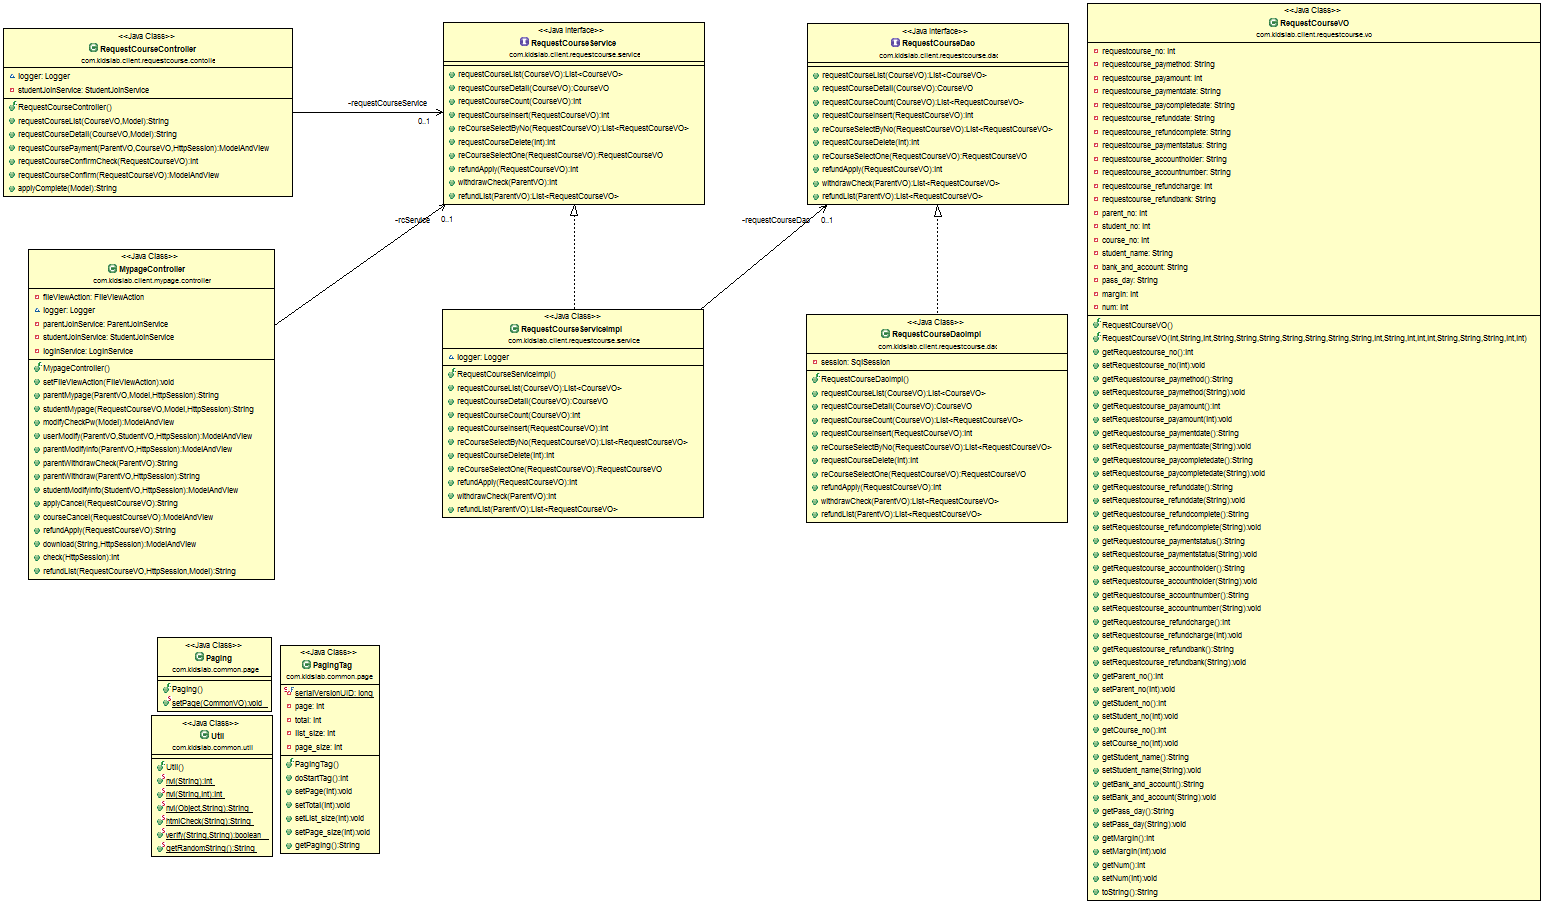 <<Java Class>>
RequestCourseController
com.kidslab.client.requestcourse.contolle
logger: Logger
studentJoinService: StudentJoinService
RequestCourseController()
requestCourseList(CourseVO,Model):String
requestCourseDetail(CourseVO,Model):String
requestCoursePayment(ParentVO,CourseVO,HttpSession):ModelAndView
requestCourseConfirmCheck(RequestCourseVO):int
requestCourseConfirm(RequestCourseVO):ModelAndView
applyComplete(Model):String
-requestCourseService
0..1
<<Java Interface>>
RequestCourseService
com.kidslab.client.requestcourse.service
requestCourseList(CourseVO):List<CourseVO>
requestCourseDetail(CourseVO):CourseVO
requestCourseCount(CourseVO):int
requestCourseInsert(RequestCourseVO):int
reCourseSelectByNo(RequestCourseVO):List<RequestCourseVO>
requestCourseDelete(int):int
reCourseSelectOne(RequestCourseVO):RequestCourseVO
refundApply(RequestCourseVO):int
withdrawCheck(ParentVO):int
refundList(ParentVO):List<RequestCourseVO>
-rcService
0..1
<<Java Interface>>
RequestCourseDao
com.kidslab.client.requestcourse.dac
requestCourseList(CourseVO):List<CourseVO>
requestCourseDetail(CourseVO):CourseVO
requestCourseCount(CourseVO):List<RequestCourseVO>
requestCourseInsert(RequestCourseVO):int
reCourseSelectByNo(RequestCourseVO):List<RequestCourseVO>
requestCourseDelete(int):int
reCourseSelectOne(RequestCourseVO):RequestCourseVO
refundApply(RequestCourseVO):int
withdrawCheck(ParentVO):List<RequestCourseVO>
refundList(ParentVO):List<RequestCourseVO>
-requestCourseDao
0..1
<<Java Class>>
MypageController
com.kidslab.client.mypage.controller
fileViewAction: FileViewAction
logger: Logger
parentJoinService: ParentJoinService
studentJoinService: StudentJoinService
loginService: LoginService
MypageController()
setFileViewAction(FileViewAction):void
parentMypage(ParentVO,Model,HttpSession):String
studentMypage(RequestCourseVO,Model,HttpSession):String
modifyCheckPw(Model):ModelAndView
userModify(ParentVO,StudentVO,HttpSession):ModelAndView
parentModifyInfo(ParentVO,HttpSession):ModelAndView
parentWithdrawCheck(ParentVO):String
parentWithdraw(ParentVO,HttpSession):String
studentModifyInfo(StudentVO,HttpSession):ModelAndView
applyCancel(RequestCourseVO):String
courseCancel(RequestCourseVO):ModelAndView
refundApply(RequestCourseVO):String
download(String,HttpSession):ModelAndView
check(HttpSession):int
refundList(RequestCourseVO,HttpSession,Model):String
<<Java Class>>
RequestCourseServiceImpl
com.kidslab.client.requestcourse.service
logger: Logger
RequestCourseServiceImpl()
requestCourseList(CourseVO):List<CourseVO>
requestCourseDetail(CourseVO):CourseVO
requestCourseCount(CourseVO):int
requestCourseInsert(RequestCourseVO):int
reCourseSelectByNo(RequestCourseVO):List<RequestCourseVO>
requestCourseDelete(int):int
reCourseSelectOne(RequestCourseVO):RequestCourseVO
refundApply(RequestCourseVO):int
withdrawCheck(ParentVO):int
refundList(ParentVO):List<RequestCourseVO>
<<Java Class>>
RequestCourseDaoImpl
com.kidslab.client.requestcourse.dac
session: SqlSession
RequestCourseDaoImpl()
requestCourseList(CourseVO):List<CourseVO>
requestCourseDetail(CourseVO):CourseVO
requestCourseCount(CourseVO):List<RequestCourseVO>
requestCourseInsert(RequestCourseVO):int
reCourseSelectByNo(RequestCourseVO):List<RequestCourseVO>
requestCourseDelete(int):int
reCourseSelectOne(RequestCourseVO):RequestCourseVO
refundApply(RequestCourseVO):int
withdrawCheck(ParentVO):List<RequestCourseVO>
refundList(ParentVO):List<RequestCourseVO>
<<Java Class>>
RequestCourseVO
com.kidslab.client.requestcourse.vo
requestcourse_no: int
requestcourse_paymethod: String
requestcourse_payamount: int
requestcourse_paymentdate: String
requestcourse_paycompletedate: String
requestcourse_refunddate: String
requestcourse_refundcomplete: String
requestcourse_paymentstatus: String
requestcourse_accountholder: String
requestcourse_accountnumber: String
requestcourse_refundcharge: int
requestcourse_refundbank: String
parent_no: int
student_no: int
course_no: int
student_name: String
bank_and_account: String
pass_day: String
margin: int
num: int
RequestCourseVO()
RequestCourseVO(int,String,int,String,String,String,String,String,String,String,int,String,int,int,int,String,String,String,int,int)
getRequestcourse_no():int
setRequestcourse_no(int):void
getRequestcourse_paymethod():String
setRequestcourse_paymethod(String):void
getRequestcourse_payamount():int
setRequestcourse_payamount(int):void
getRequestcourse_paymentdate():String
setRequestcourse_paymentdate(String):void
getRequestcourse_paycompletedate():String
setRequestcourse_paycompletedate(String):void
getRequestcourse_refunddate():String
setRequestcourse_refunddate(String):void
getRequestcourse_refundcomplete():String
setRequestcourse_refundcomplete(String):void
getRequestcourse_paymentstatus():String
setRequestcourse_paymentstatus(String):void
getRequestcourse_accountholder():String
setRequestcourse_accountholder(String):void
getRequestcourse_accountnumber():String
setRequestcourse_accountnumber(String):void
getRequestcourse_refundcharge():int
setRequestcourse_refundcharge(int):void
getRequestcourse_refundbank():String
setRequestcourse_refundbank(String):void
getParent_no():int
setParent_no(int):void
getStudent_no():int
setStudent_no(int):void
getCourse_no():int
setCourse_no(int):void
getStudent_name():String
setStudent_name(String):void
getBank_and_account():String
setBank_and_account(String):void
getPass_day():String
setPass_day(String):void
getMargin():int
setMargin(int):void
getNum():int
setNum(int):void
toString():String
<<Java Class>>
Paging
com.kidslab.common.page
Paging()
setPage(CommonVO):void
<<Java Class>>
Util
com.kidslab.common.util
Util()
nvl(String):int
nvl(String,int):int
nvl(Object,String):String
htmlCheck(String):String
verify(String,String):boolean
getRandomString():String
<<Java Class>>
PagingTag
com.kidslab.common.page
serialVersionUID: long
page: int
total: int
list_size: int
page_size: int
PagingTag()
doStartTag():int
setPage(int):void
setTotal(int):void
setList_size(int):void
setPage_size(int):void
getPaging():String